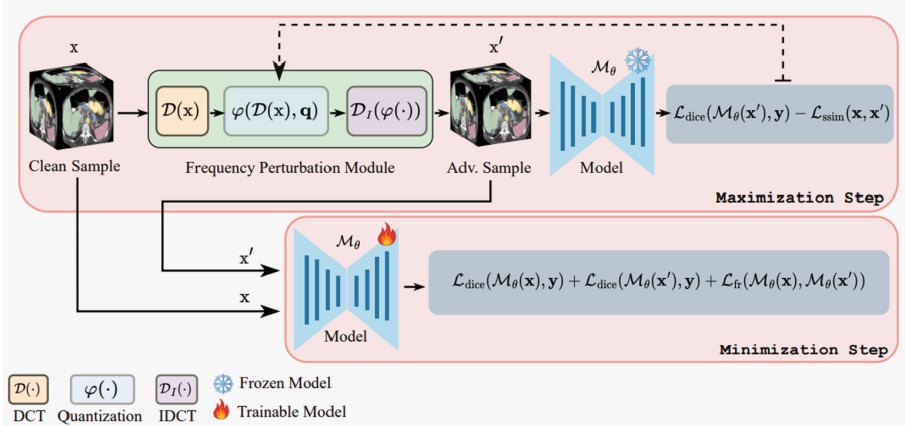 x
x′
M_θ
D(x)
φ(D(x), q)
D_I(φ(·))
L_dice(M_θ(x′), y) − L_ssim(x, x′)
Clean Sample
Frequency Perturbation Module
Adv. Sample
Model
Maximization Step
M_θ
x′
x
L_dice(M_θ(x), y) + L_dice(M_θ(x′), y) + L_fr(M_θ(x), M_θ(x′))
Model
Minimization Step
D(·)
φ(·)
D_I(·)
Frozen Model
Trainable Model
DCT
Quantization
IDCT